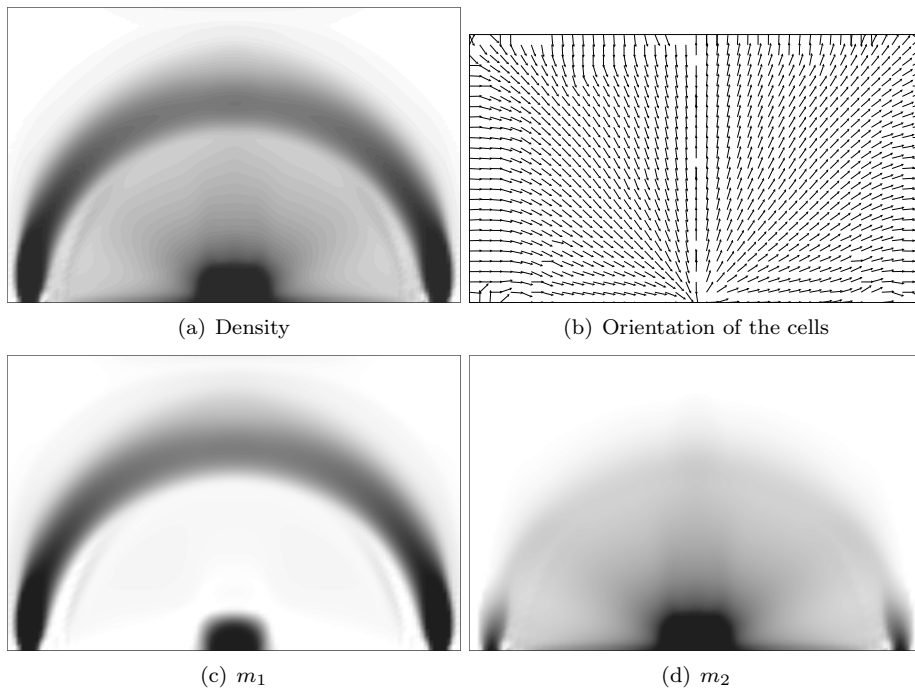 (a) Density
(b) Orientation of the cells
(c) m₁
(d) m₂